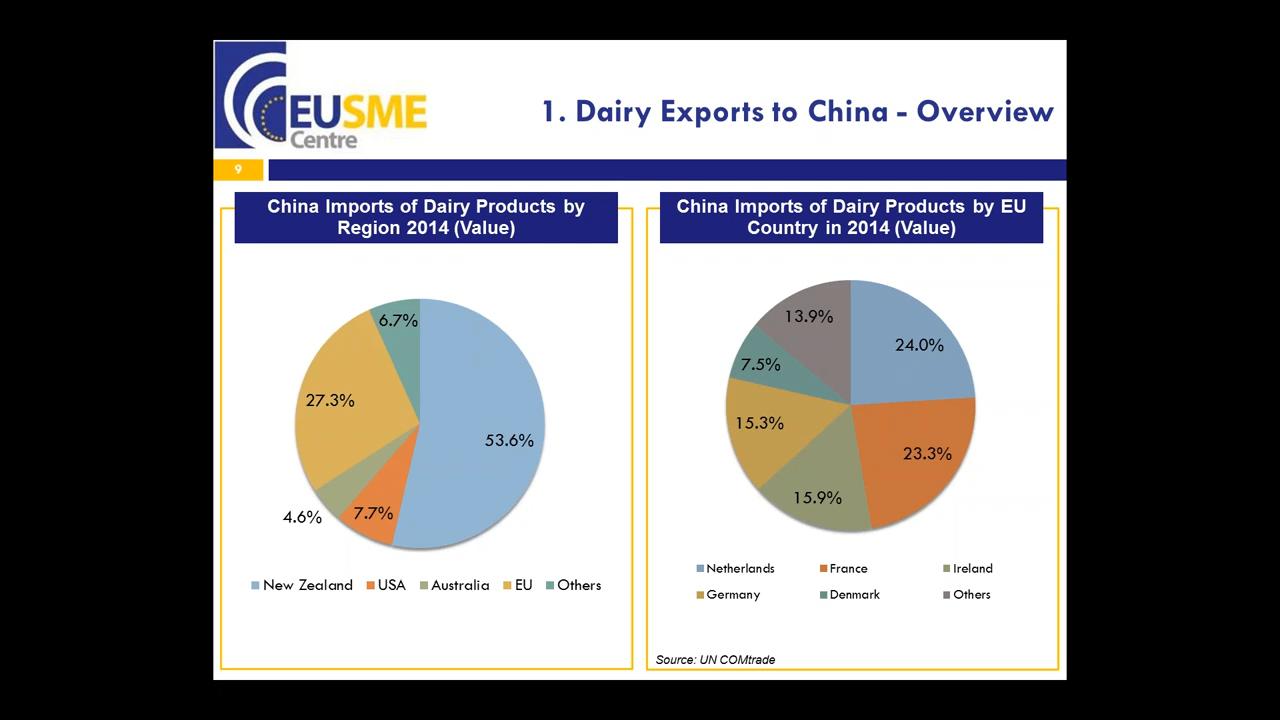 EUSME
Centre
1. Dairy Exports to China - Overview
9
China Imports of Dairy Products by
Region 2014 (Value)
6.7%
27.3%
53.6%
4.6%
7.7%
New Zealand USA Australia EU Others
China Imports of Dairy Products by EU
Country in 2014 (Value)
13.9%
24.0%
7.5%
15.3%
23.3%
15.9%
Netherlands France Ireland
Germany Denmark Others
Source: UN COMtrade